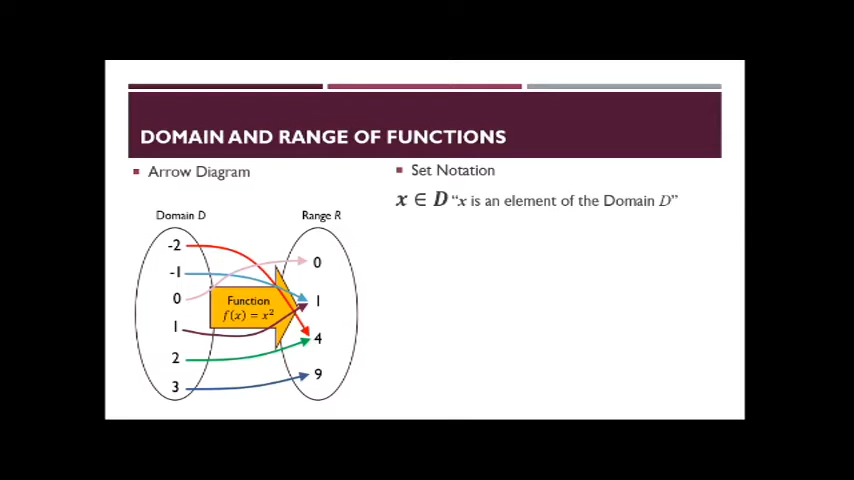 DOMAIN AND RANGE OF FUNCTIONS
Arrow Diagram
Set Notation
x ∈ D “x is an element of the Domain D”
Domain D
Range R
-2
-1
0
1
2
3
Function
f(x) = x²
0
1
4
9